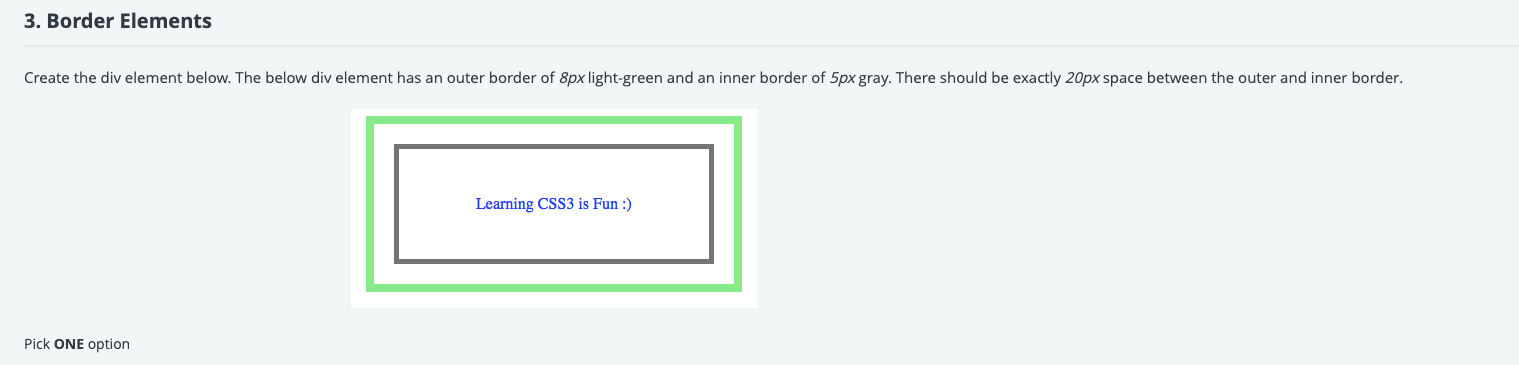 3. Border Elements
Create the div element below. The below div element has an outer border of 8px light-green and an inner border of 5px gray. There should be exactly 20px space between the outer and inner border.
Learning CSS3 is Fun :)
Pick ONE option